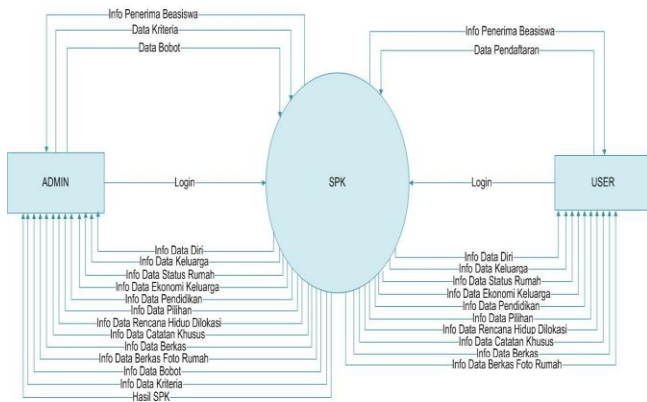 Info Penerima Beasiswa
Data Kriteria
Data Bobot
Info Penerima Beasiswa
Data Pendaftaran
ADMIN
Login
SPK
Login
USER
Info Data Diri
Info Data Keluarga
Info Data Status Rumah
Info Data Ekonomi Keluarga
Info Data Pendidikan
Info Data Pilihan
Info Data Rencana Hidup Dilokasi
Info Data Catatan Khusus
Info Data Berkas
Info Data Berkas Foto Rumah
Info Data Bobot
Info Data Kriteria
Hasil SPK
Info Data Diri
Info Data Keluarga
Info Data Status Rumah
Info Data Ekonomi Keluarga
Info Data Pendidikan
Info Data Pilihan
Info Data Rencana Hidup Dilokasi
Info Data Catatan Khusus
Info Data Berkas
Info Data Berkas Foto Rumah